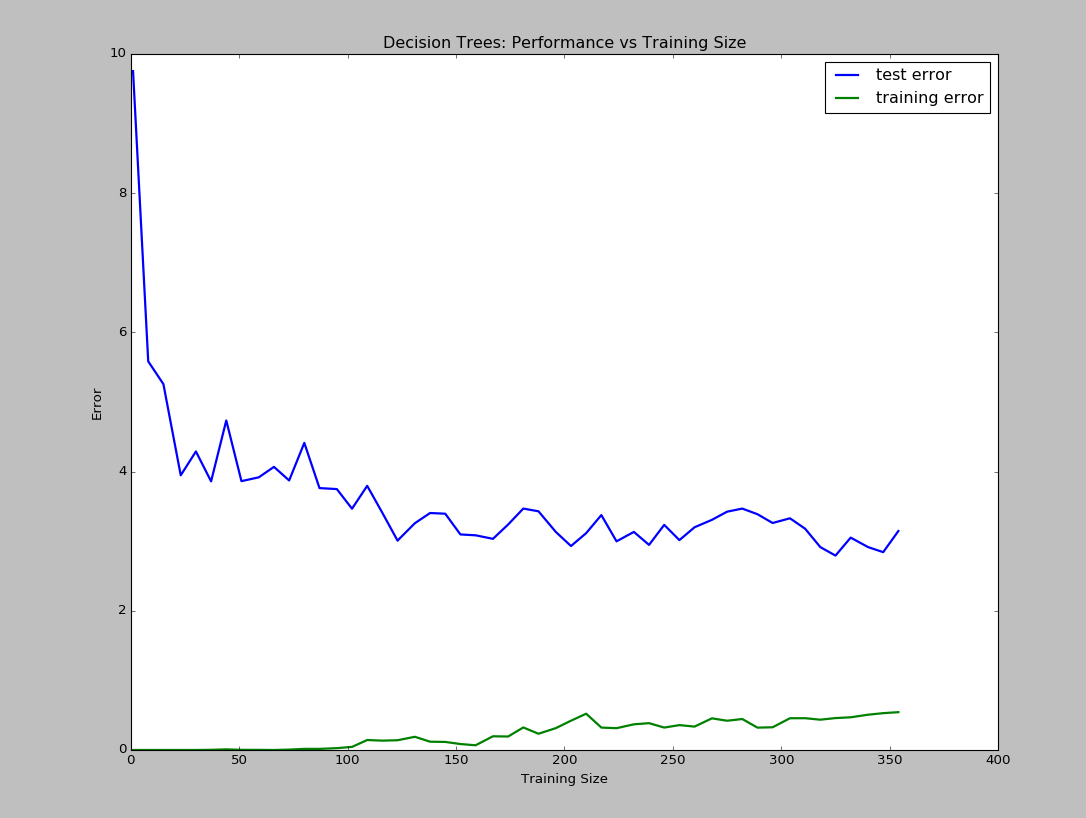 Decision Trees: Performance vs Training Size
10
8
6
4
2
0
Error
test error
training error
0 50 100 150 200 250 300 350 400
Training Size